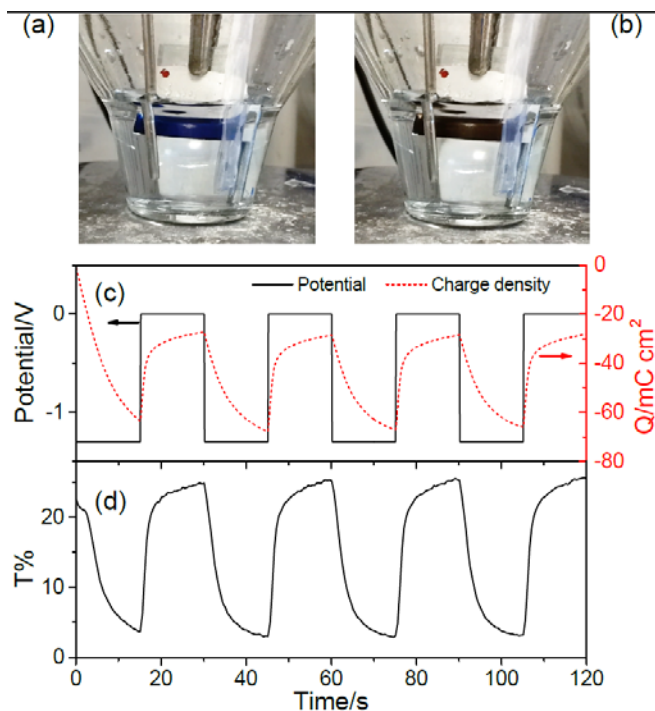 (a) (b)
(c) Potential Charge density
Potential/V
0
-1
0
-20
-40
-60
-80
Q/mC cm²
(d)
T%
20
10
0
0 20 40 60 80 100 120
Time/s